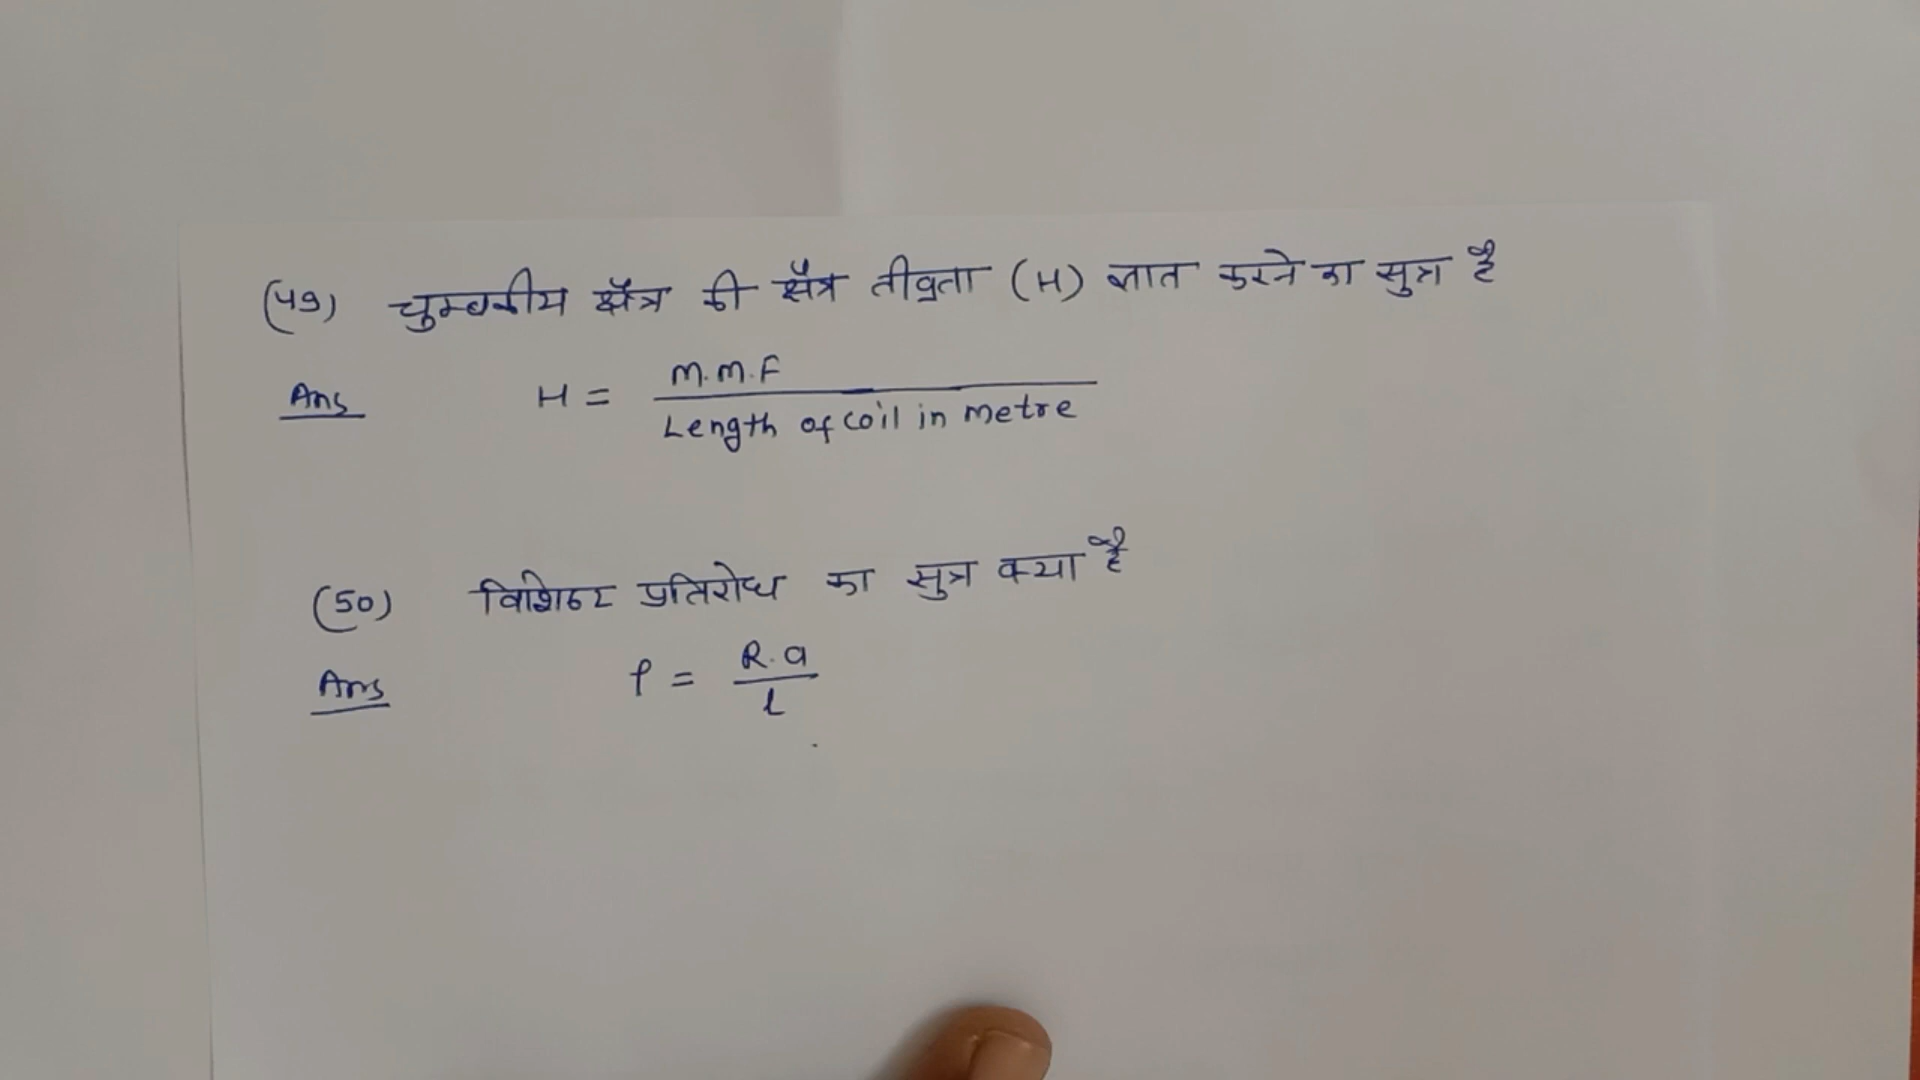 (49) चुम्बकीय क्षेत्र की क्षेत्र तीव्रता (H) ज्ञात करने का सुत्र है
Ans H = M.M.F / Length of coil in metre
(50) विशिष्ट प्रतिरोध का सुत्र क्या है
Ans ρ = R.a / l